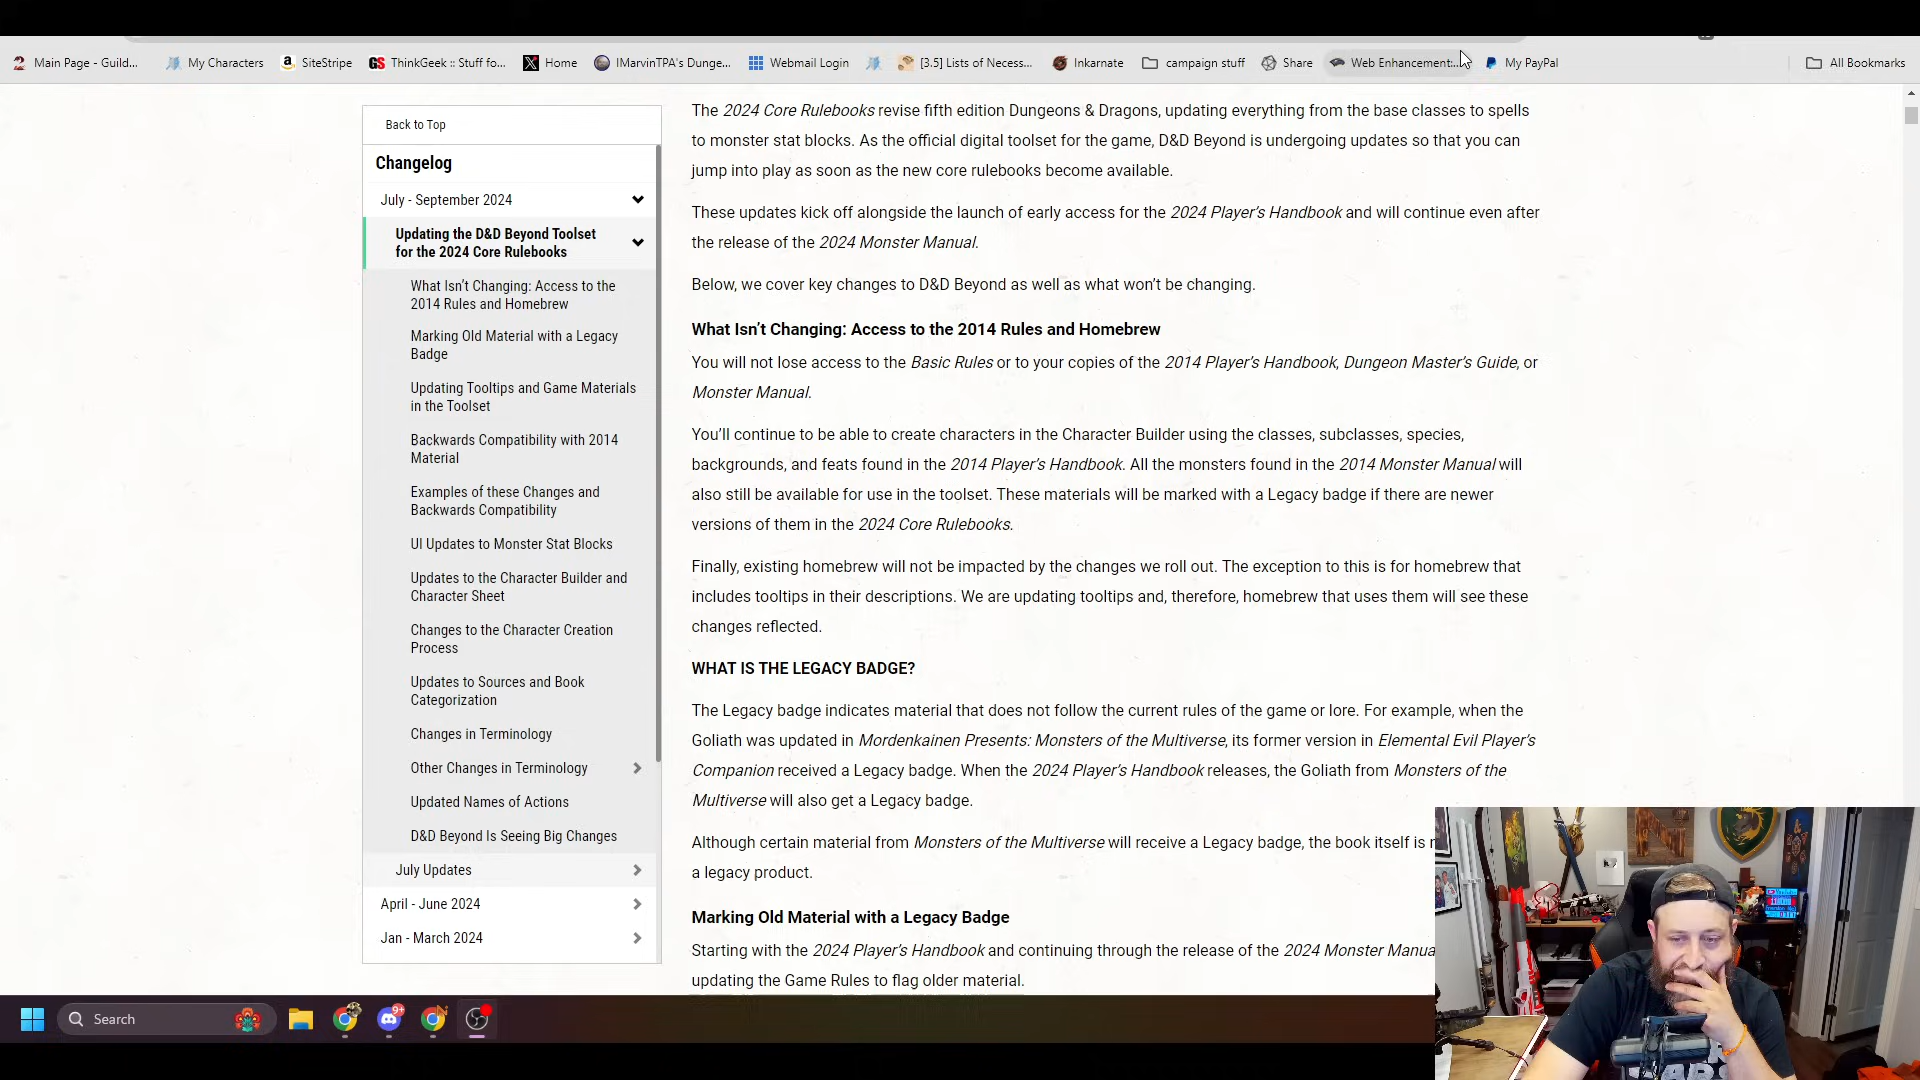 Main Page - Guild...
My Characters
SiteStripe
GS ThinkGeek :: Stuff fo...
Home
IMarvinTPA's Dunge...
Webmail Login
[3.5] Lists of Necess...
Inkarnate
campaign stuff
Share
Web Enhancement:...
My PayPal
All Bookmarks
Back to Top
Changelog
July - September 2024
Updating the D&D Beyond Toolset
for the 2024 Core Rulebooks
What Isn’t Changing: Access to the
2014 Rules and Homebrew
Marking Old Material with a Legacy
Badge
Updating Tooltips and Game Materials
in the Toolset
Backwards Compatibility with 2014
Material
Examples of these Changes and
Backwards Compatibility
UI Updates to Monster Stat Blocks
Updates to the Character Builder and
Character Sheet
Changes to the Character Creation
Process
Updates to Sources and Book
Categorization
Changes in Terminology
Other Changes in Terminology
Updated Names of Actions
D&D Beyond Is Seeing Big Changes
July Updates
April - June 2024
Jan - March 2024
The 2024 Core Rulebooks revise fifth edition Dungeons & Dragons, updating everything from the base classes to spells
to monster stat blocks. As the official digital toolset for the game, D&D Beyond is undergoing updates so that you can
jump into play as soon as the new core rulebooks become available.
These updates kick off alongside the launch of early access for the 2024 Player’s Handbook and will continue even after
the release of the 2024 Monster Manual.
Below, we cover key changes to D&D Beyond as well as what won’t be changing.
What Isn’t Changing: Access to the 2014 Rules and Homebrew
You will not lose access to the Basic Rules or to your copies of the 2014 Player’s Handbook, Dungeon Master’s Guide, or
Monster Manual.
You’ll continue to be able to create characters in the Character Builder using the classes, subclasses, species,
backgrounds, and feats found in the 2014 Player’s Handbook. All the monsters found in the 2014 Monster Manual will
also still be available for use in the toolset. These materials will be marked with a Legacy badge if there are newer
versions of them in the 2024 Core Rulebooks.
Finally, existing homebrew will not be impacted by the changes we roll out. The exception to this is for homebrew that
includes tooltips in their descriptions. We are updating tooltips and, therefore, homebrew that uses them will see these
changes reflected.
WHAT IS THE LEGACY BADGE?
The Legacy badge indicates material that does not follow the current rules of the game or lore. For example, when the
Goliath was updated in Mordenkainen Presents: Monsters of the Multiverse, its former version in Elemental Evil Player’s
Companion received a Legacy badge. When the 2024 Player’s Handbook releases, the Goliath from Monsters of the
Multiverse will also get a Legacy badge.
Although certain material from Monsters of the Multiverse will receive a Legacy badge, the book itself is
a legacy product.
Marking Old Material with a Legacy Badge
Starting with the 2024 Player’s Handbook and continuing through the release of the 2024 Monster Manua
updating the Game Rules to flag older material.
Search
9+